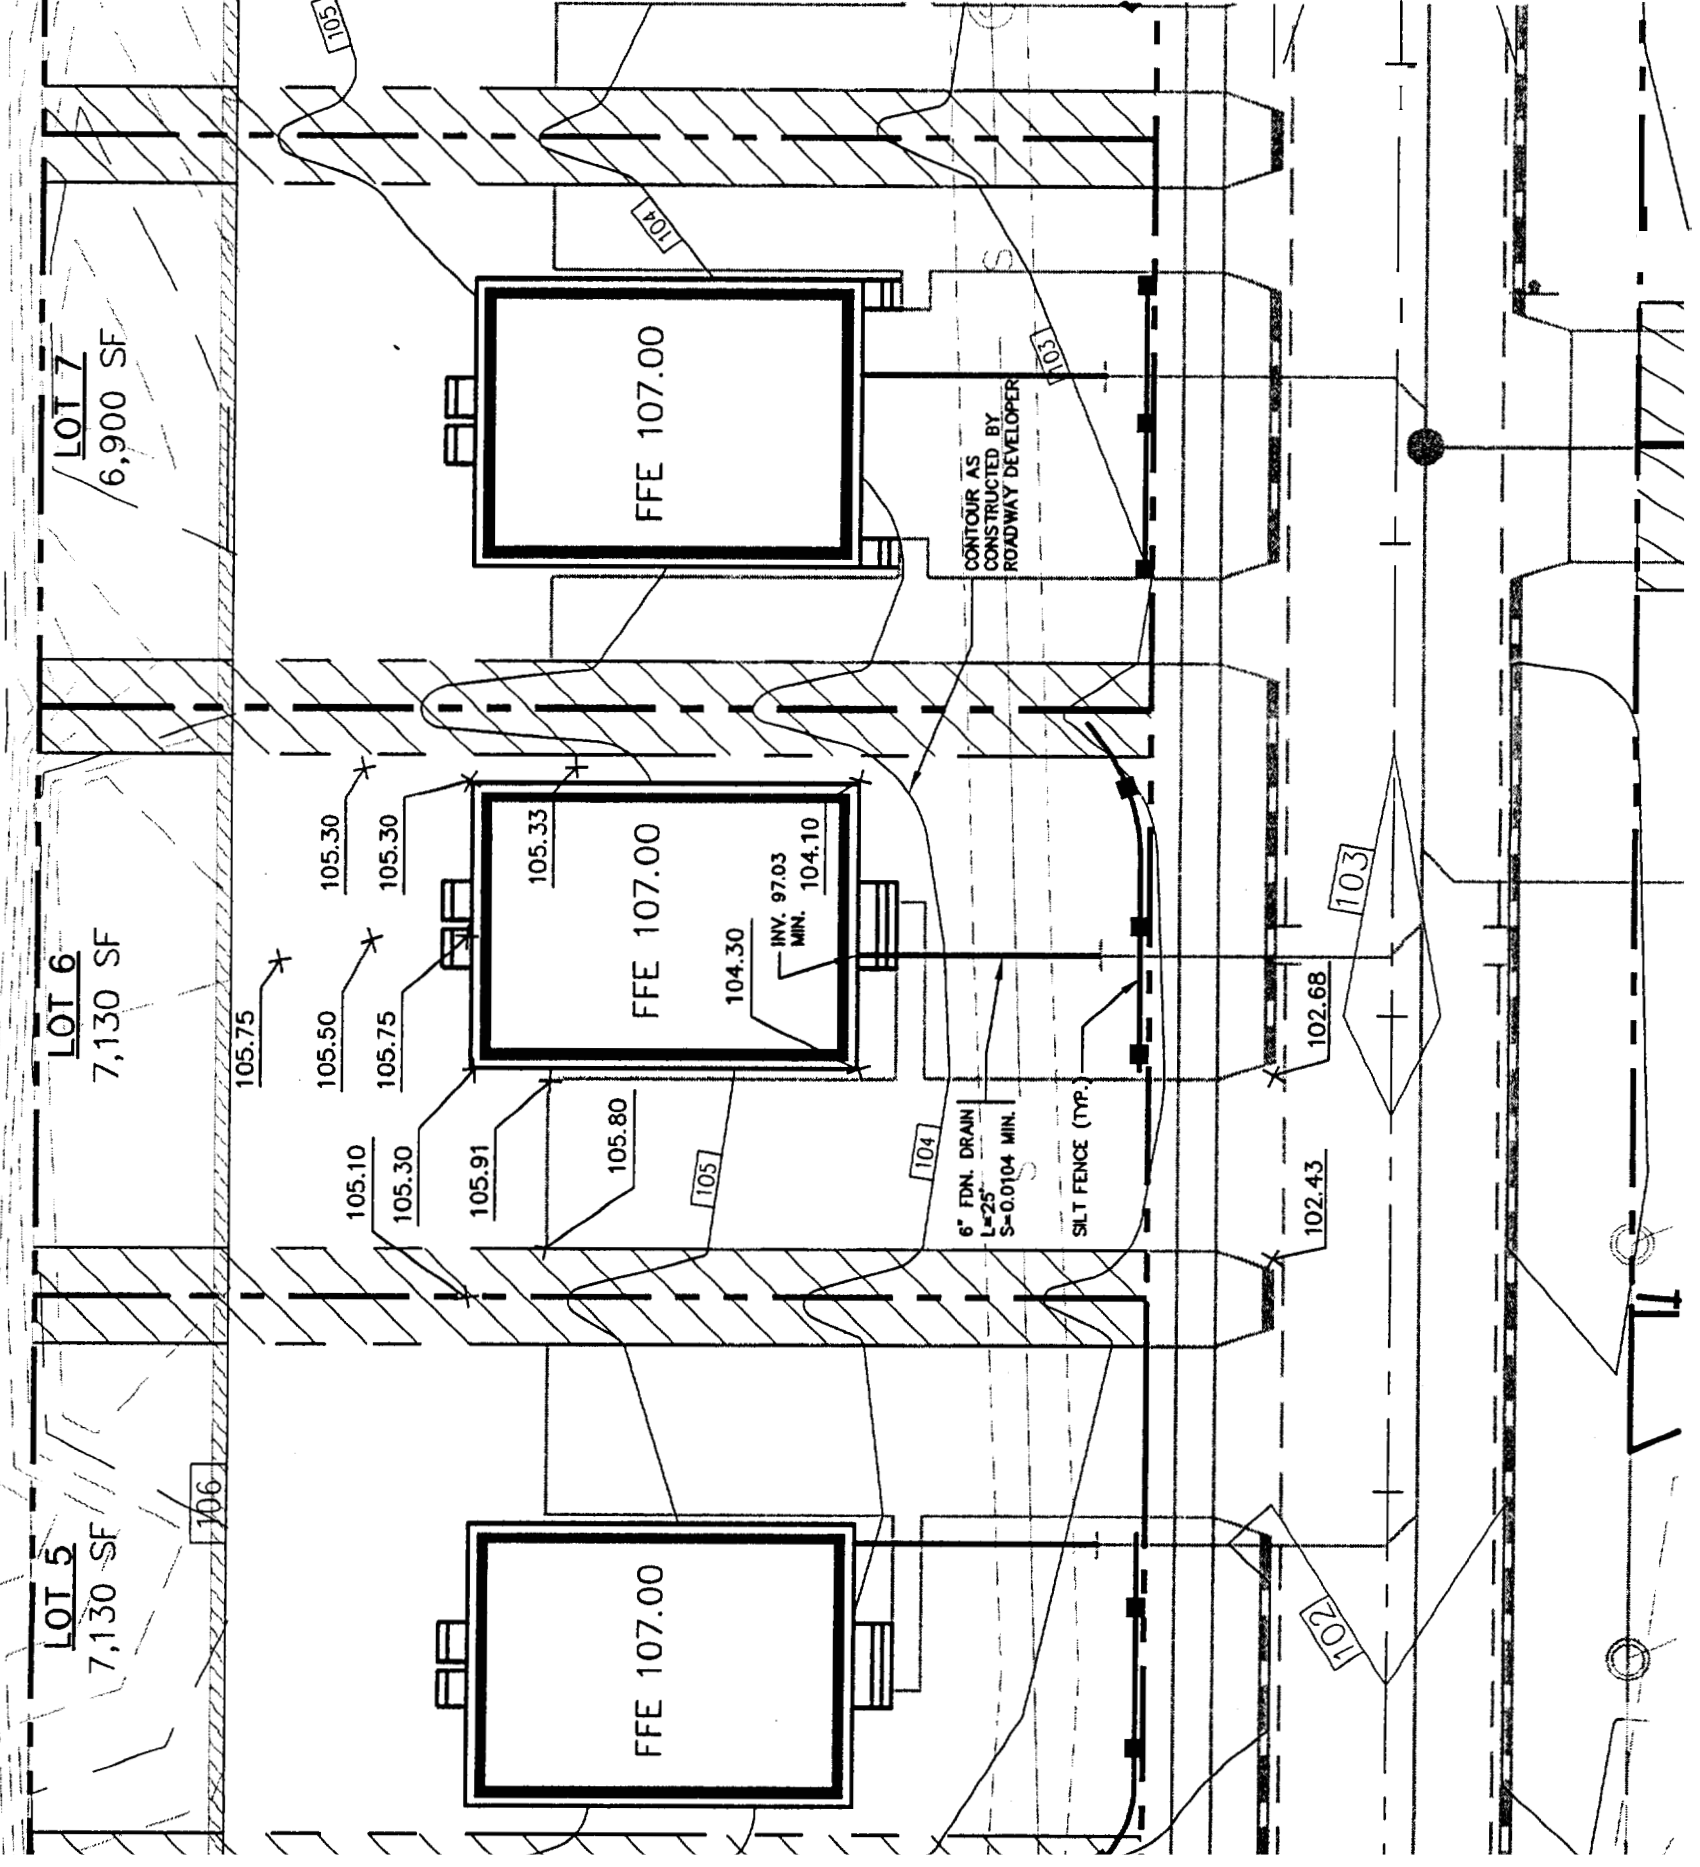 105
104
LOT 7
6,900 SF
FFE 107.00
103
CONTOUR AS
CONSTRUCTED BY
ROADWAY DEVELOPER
S
105.30
105.30
105.33
104.10
INV. 97.03
MIN.
104.30
LOT 6
7,130 SF
FFE 107.00
105.75
105.50
105.75
103
102.68
105.10
105.30
105.91
105.80
105
104
6" FDN. DRAIN
L=25'
S=0.0104 MIN.
S
SILT FENCE (TYP.)
102.43
106
LOT 5
7,130 SF
FFE 107.00
102